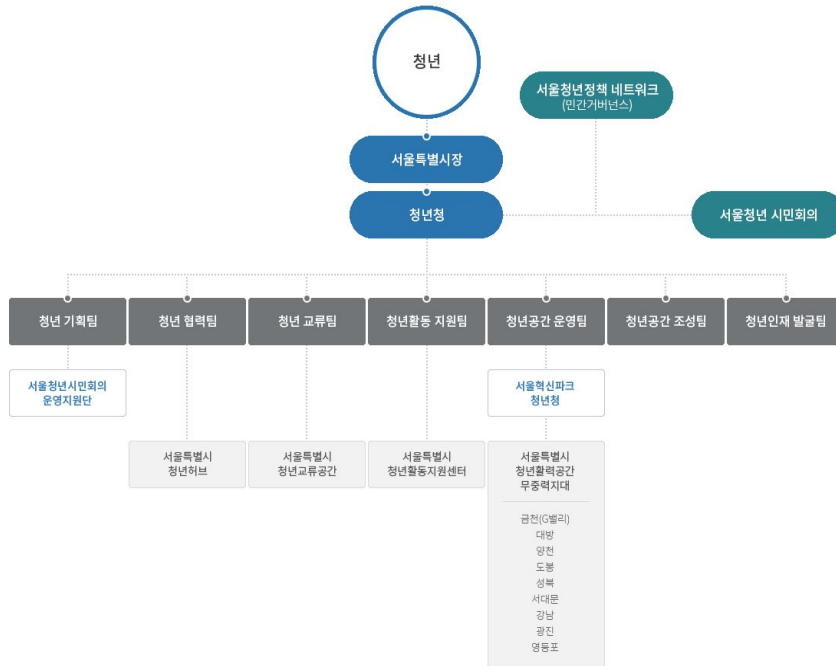 청년
서울청년정책 네트워크
(민간거버넌스)
서울특별시장
청년청
서울청년 시민회의
청년 기획팀
청년 협력팀
청년 교류팀
청년활동 지원팀
청년공간 운영팀
청년공간 조성팀
청년인재 발굴팀
서울청년시민회의
운영지원단
서울혁신파크
청년청
서울특별시
청년허브
서울특별시
청년교류공간
서울특별시
청년활동지원센터
서울특별시
청년활력공간
무중력지대
금천(G밸리)
대방
양천
도봉
성북
서대문
강남
광진
영등포